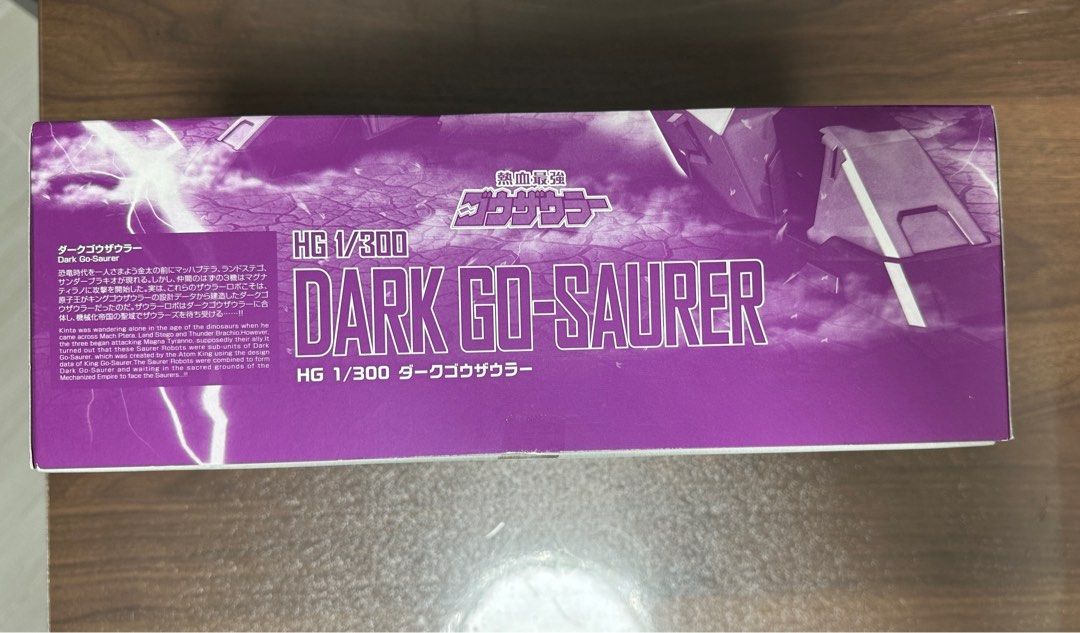 熱血最強
ゴウザウラー
HG 1/300
DARK GO-SAURER
HG 1/300 ダークゴウザウラー
ダークゴウザウラー
Dark Go-Saurer
恐竜時代を一人さまよう金太の前にマッハプテラ、ランドステゴ、
サンダーブラキオが現れる。しかし、仲間のはずの3機はマグナ
ティラノに攻撃を開始した。実は、これらのザウラーロボこそは、
原子王がキングゴウザウラーの設計データから建造したダークゴ
ウザウラーだったのだ。ザウラーロボはダークゴウザウラーに合
体し、機械化帝国の聖域でザウラーズを待ち受ける……!!
Kinta was wandering alone in the age of the dinosaurs when he
came across Mach Ptera, Land Stego and Thunder Brachio.However,
the three began attacking Magna Tyranno, supposedly their ally.It
turned out that these Saurer Robots were sub-units of Dark
Go-Saurer, which was created by the Atom King using the design
data of King Go-Saurer.The Saurer Robots were combined to form
Dark Go-Saurer and waiting in the sacred grounds of the
Mechanized Empire to face the Saurers...!!